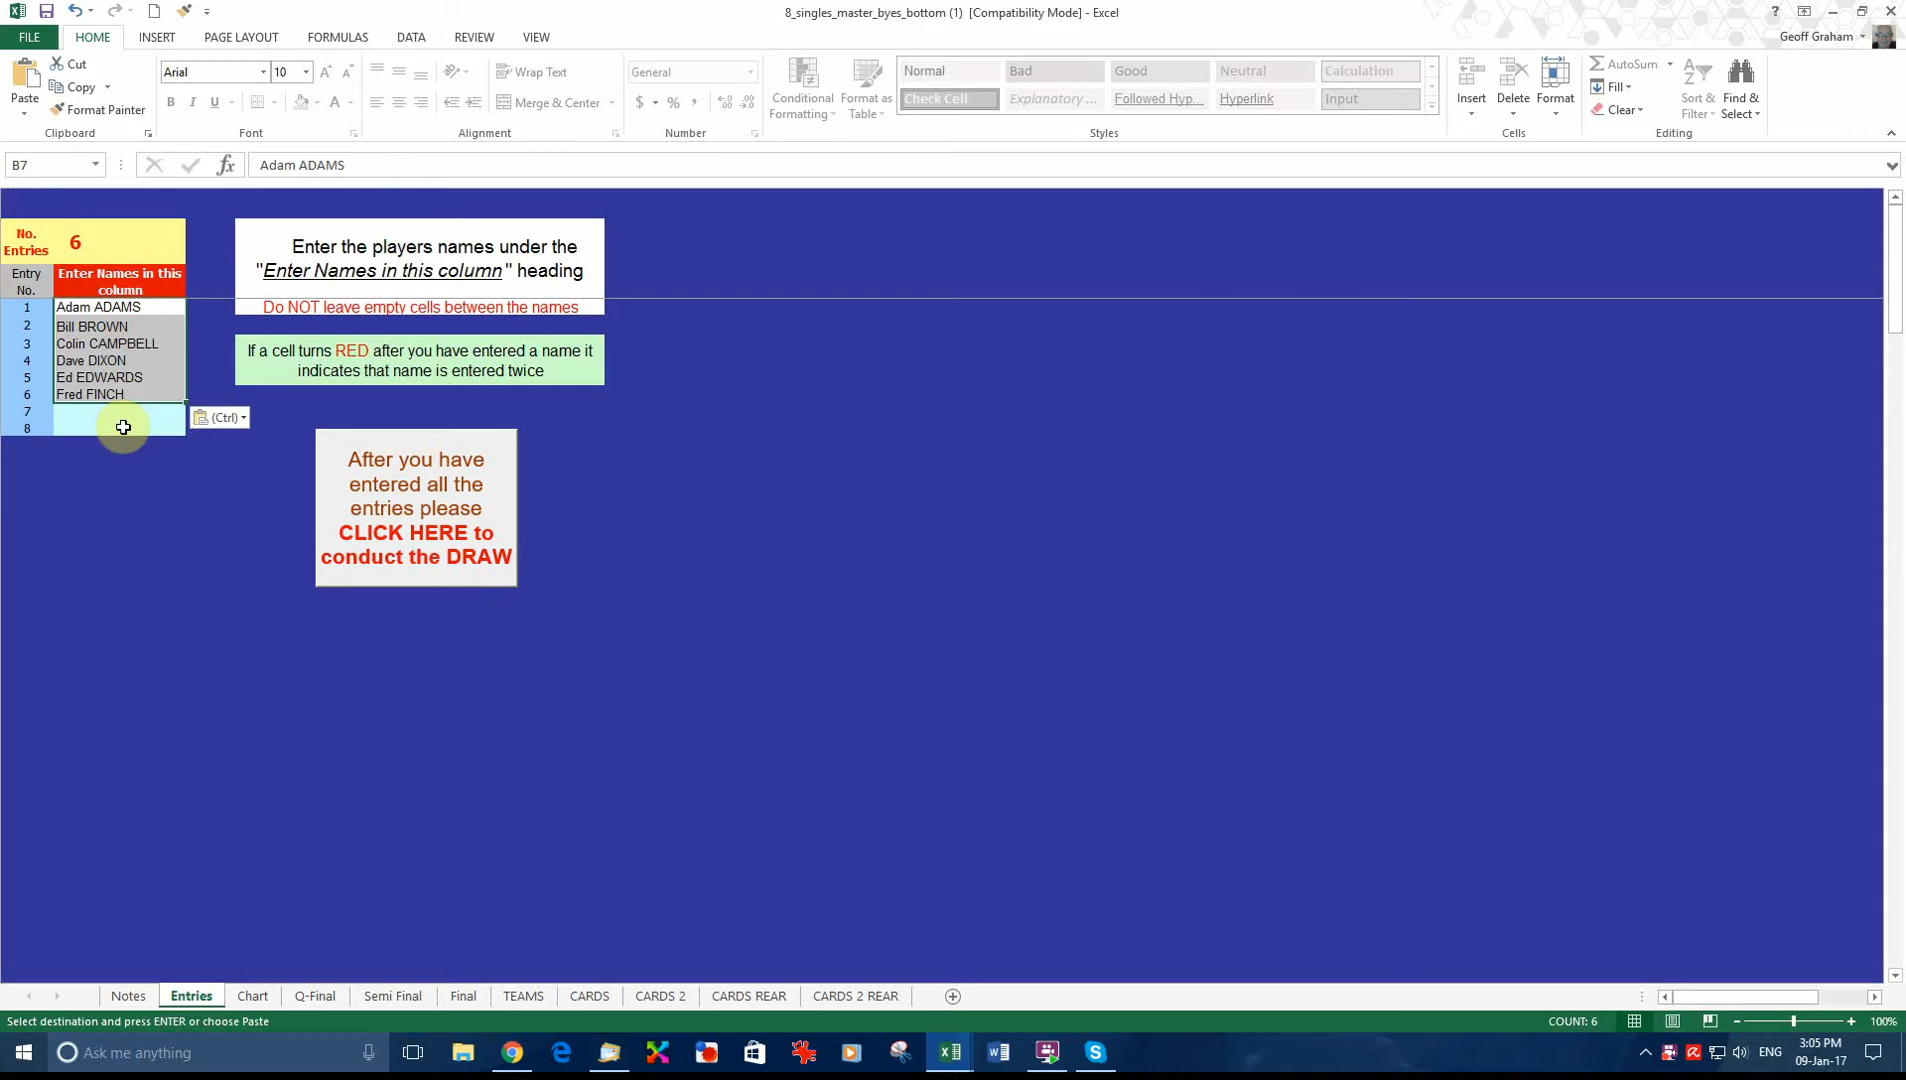 8_singles_master_byes_bottom (1)  [Compatibility Mode] - Excel
FILE HOME INSERT PAGE LAYOUT FORMULAS DATA REVIEW VIEW
Geoff Graham
Paste
Cut
Copy
Format Painter
Clipboard
Arial 10
B I U
Font
Wrap Text
Merge & Center
Alignment
General
$ % ,
Number
Conditional Formatting
Format as Table
Normal Bad Good Neutral Calculation
Check Cell Explanatory ... Followed Hyp... Hyperlink Input
Styles
Insert Delete Format
Cells
AutoSum
Fill
Clear
Sort & Filter
Find & Select
Editing
B7
fx
Adam ADAMS
No. Entries 6
Entry No.
Enter Names in this column
1 Adam ADAMS
2 Bill BROWN
3 Colin CAMPBELL
4 Dave DIXON
5 Ed EDWARDS
6 Fred FINCH
7
8
(Ctrl)
Enter the players names under the
"Enter Names in this column" heading
Do NOT leave empty cells between the names
If a cell turns RED after you have entered a name it
indicates that name is entered twice
After you have
entered all the
entries please
CLICK HERE to
conduct the DRAW
Notes Entries Chart Q-Final Semi Final Final TEAMS CARDS CARDS 2 CARDS REAR CARDS 2 REAR
Select destination and press ENTER or choose Paste
COUNT: 6
100%
Ask me anything
ENG
3:05 PM
09-Jan-17